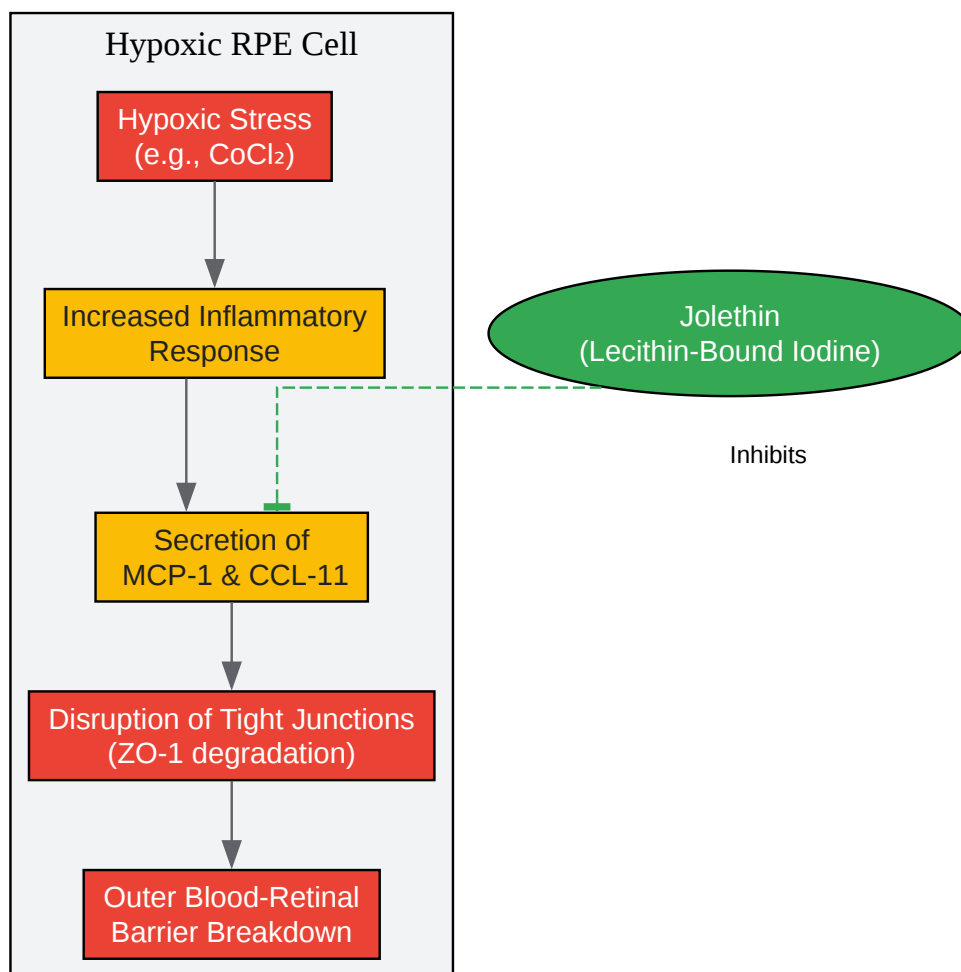 Hypoxic RPE Cell
Hypoxic Stress
(e.g., CoCl₂)
Increased Inflammatory
Response
Jolethin
(Lecithin-Bound Iodine)
Inhibits
Secretion of
MCP-1 & CCL-11
Disruption of Tight Junctions
(ZO-1 degradation)
Outer Blood-Retinal
Barrier Breakdown